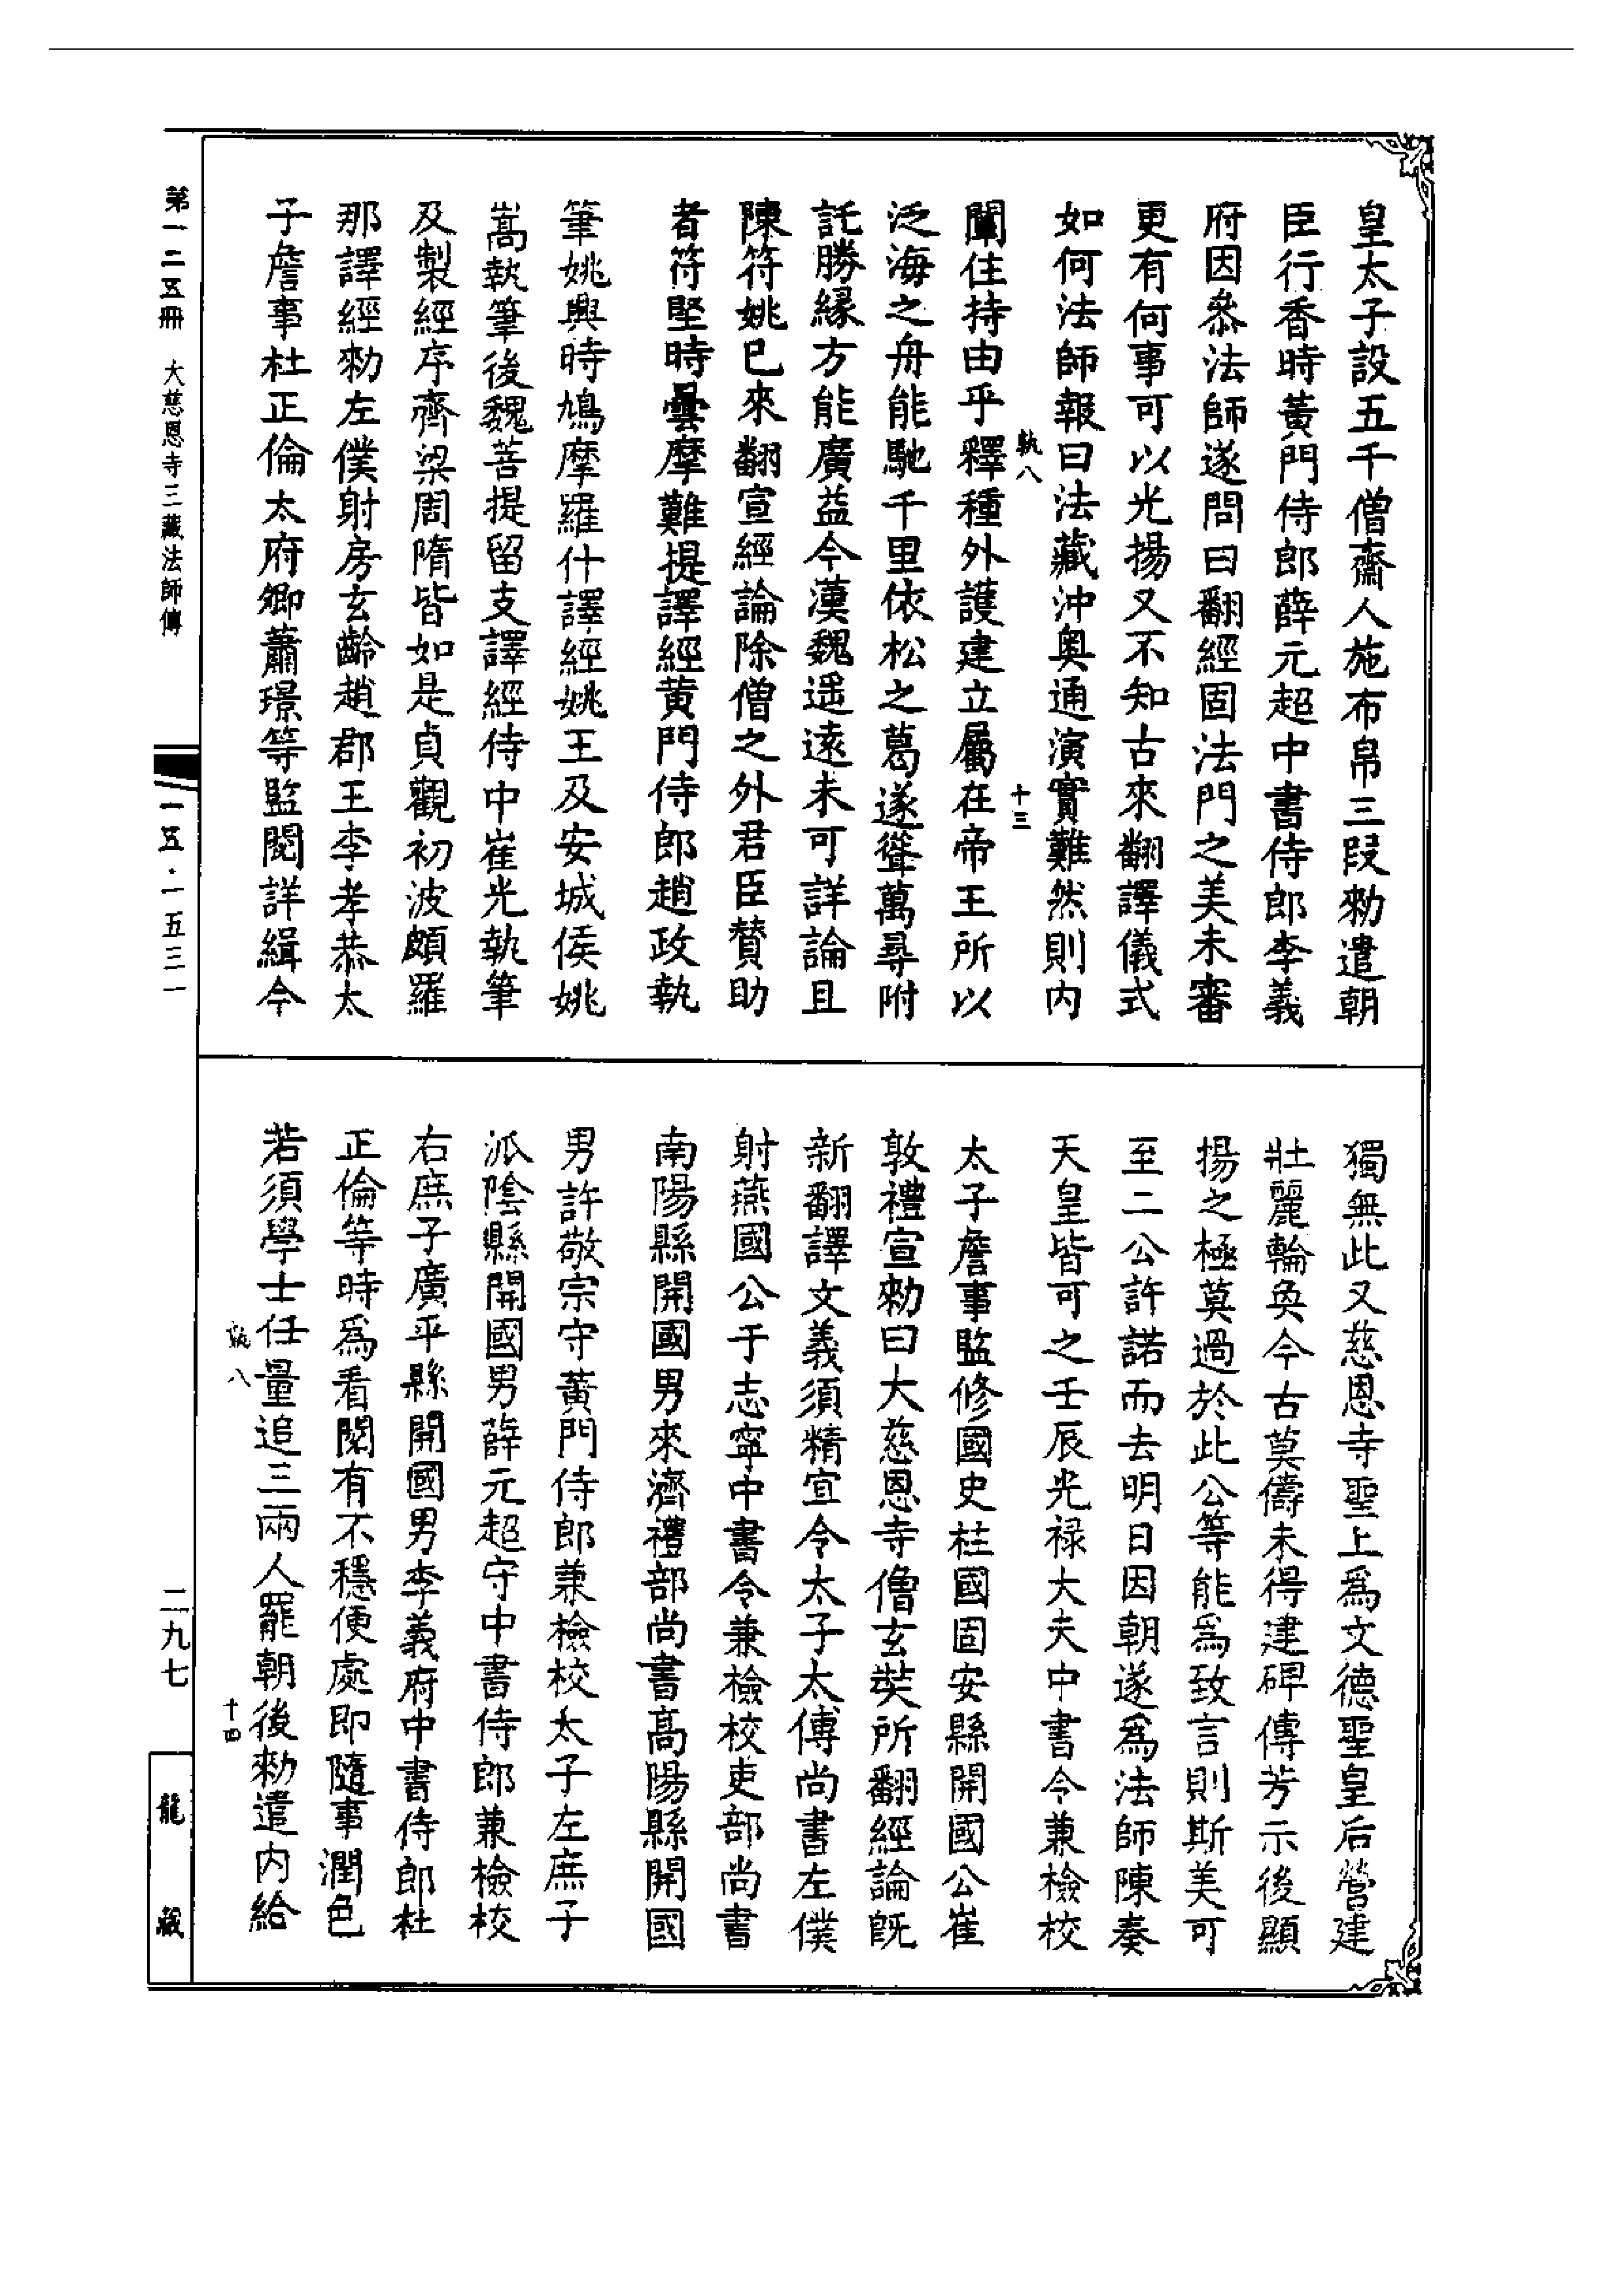 皇太子設五千僧齋人施布帛三段勑遣朝
臣行香時黃門侍郎薛元超中書侍郎李義
府因叅法師遂問曰翻經固法門之美未審
更有何事可以光揚又不知古來翻譯儀式
如何法師報曰法藏沖奥通演實難然則内
執八
十三
闡住持由乎釋種外護建立屬在帝王所以
泛海之舟能馳千里依松之葛遂聳萬尋附
託勝縁方能廣益今漢魏遥遠未可詳論且
陳符姚已來翻宣經論除僧之外君臣賛助
者符堅時曇摩難提譯經黄門侍郎趙政執
筆姚興時鳩摩羅什譯經姚王及安城侯姚
嵩執筆後魏菩提留支譯經侍中崔光執筆
及製經序齊梁周隋皆如是貞觀初波頗羅
那譯經勑左僕射房玄齡趙郡王李孝恭太
子詹事杜正倫太府卿蕭璟等監閱詳緝今
獨無此又慈恩寺聖上爲文德聖皇后營建
壯麗輪奐今古莫儔未得建碑傳芳示後顯
揚之極莫過於此公等能爲致言則斯美可
至二公許諾而去明日因朝遂爲法師陳奏
天皇皆可之壬辰光禄大夫中書令兼檢校
太子詹事監修國史柱國固安縣開國公崔
敦禮宣勑曰大慈恩寺僧玄奘所翻經論旣
新翻譯文義須精宜令太子太傅尚書左僕
射燕國公于志寧中書令兼檢校吏部尚書
南陽縣開國男來濟禮部尚書高陽縣開國
男許敬宗守黄門侍郎兼檢校太子左庶子
汾陰縣開國男薛元超守中書侍郎兼檢校
右庶子廣平縣開國男李義府中書侍郎杜
正倫等時爲看閱有不穩便處即隨事潤色
若須學士任量追三兩人罷朝後勑遣内給
執八
十四
第一二五冊
大慈恩寺三藏法師傳
一五·一五三一
二九七
龍藏